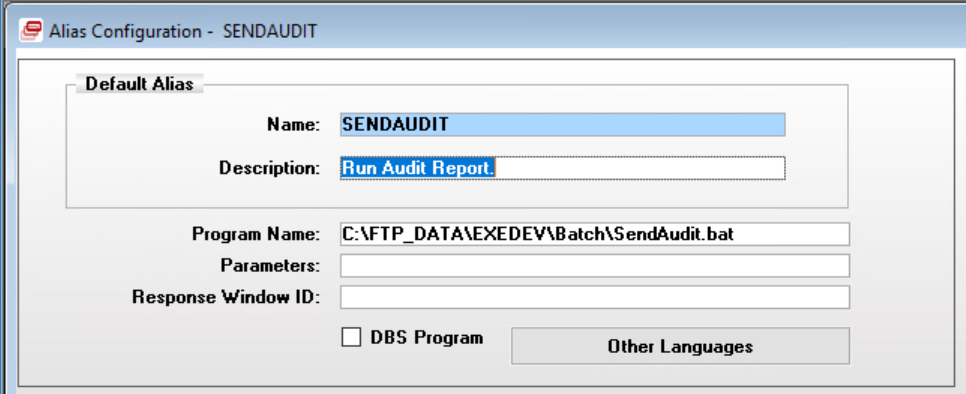 Alias Configuration - SENDAUDIT
Default Alias
Name: SENDAUDIT
Description: Run Audit Report.
Program Name: C:\FTP_DATA\EXEDEV\Batch\SendAudit.bat
Parameters:
Response Window ID:
DBS Program
Other Languages